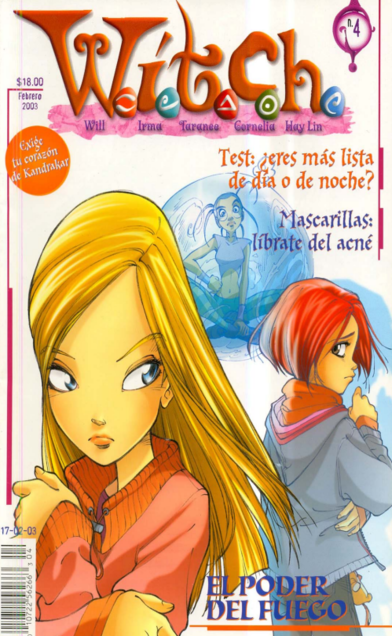 W.i.t.c.h.
n. 4
$18.00
Febrero
2003
Will Irma Taranee Cornelia Hay Lin
Exige
tu corazón
de Kandrakar
Test: ¿eres más lista
de día o de noche?
Mascarillas:
líbrate del acné
17-02-03
EL PODER
DEL FUEGO